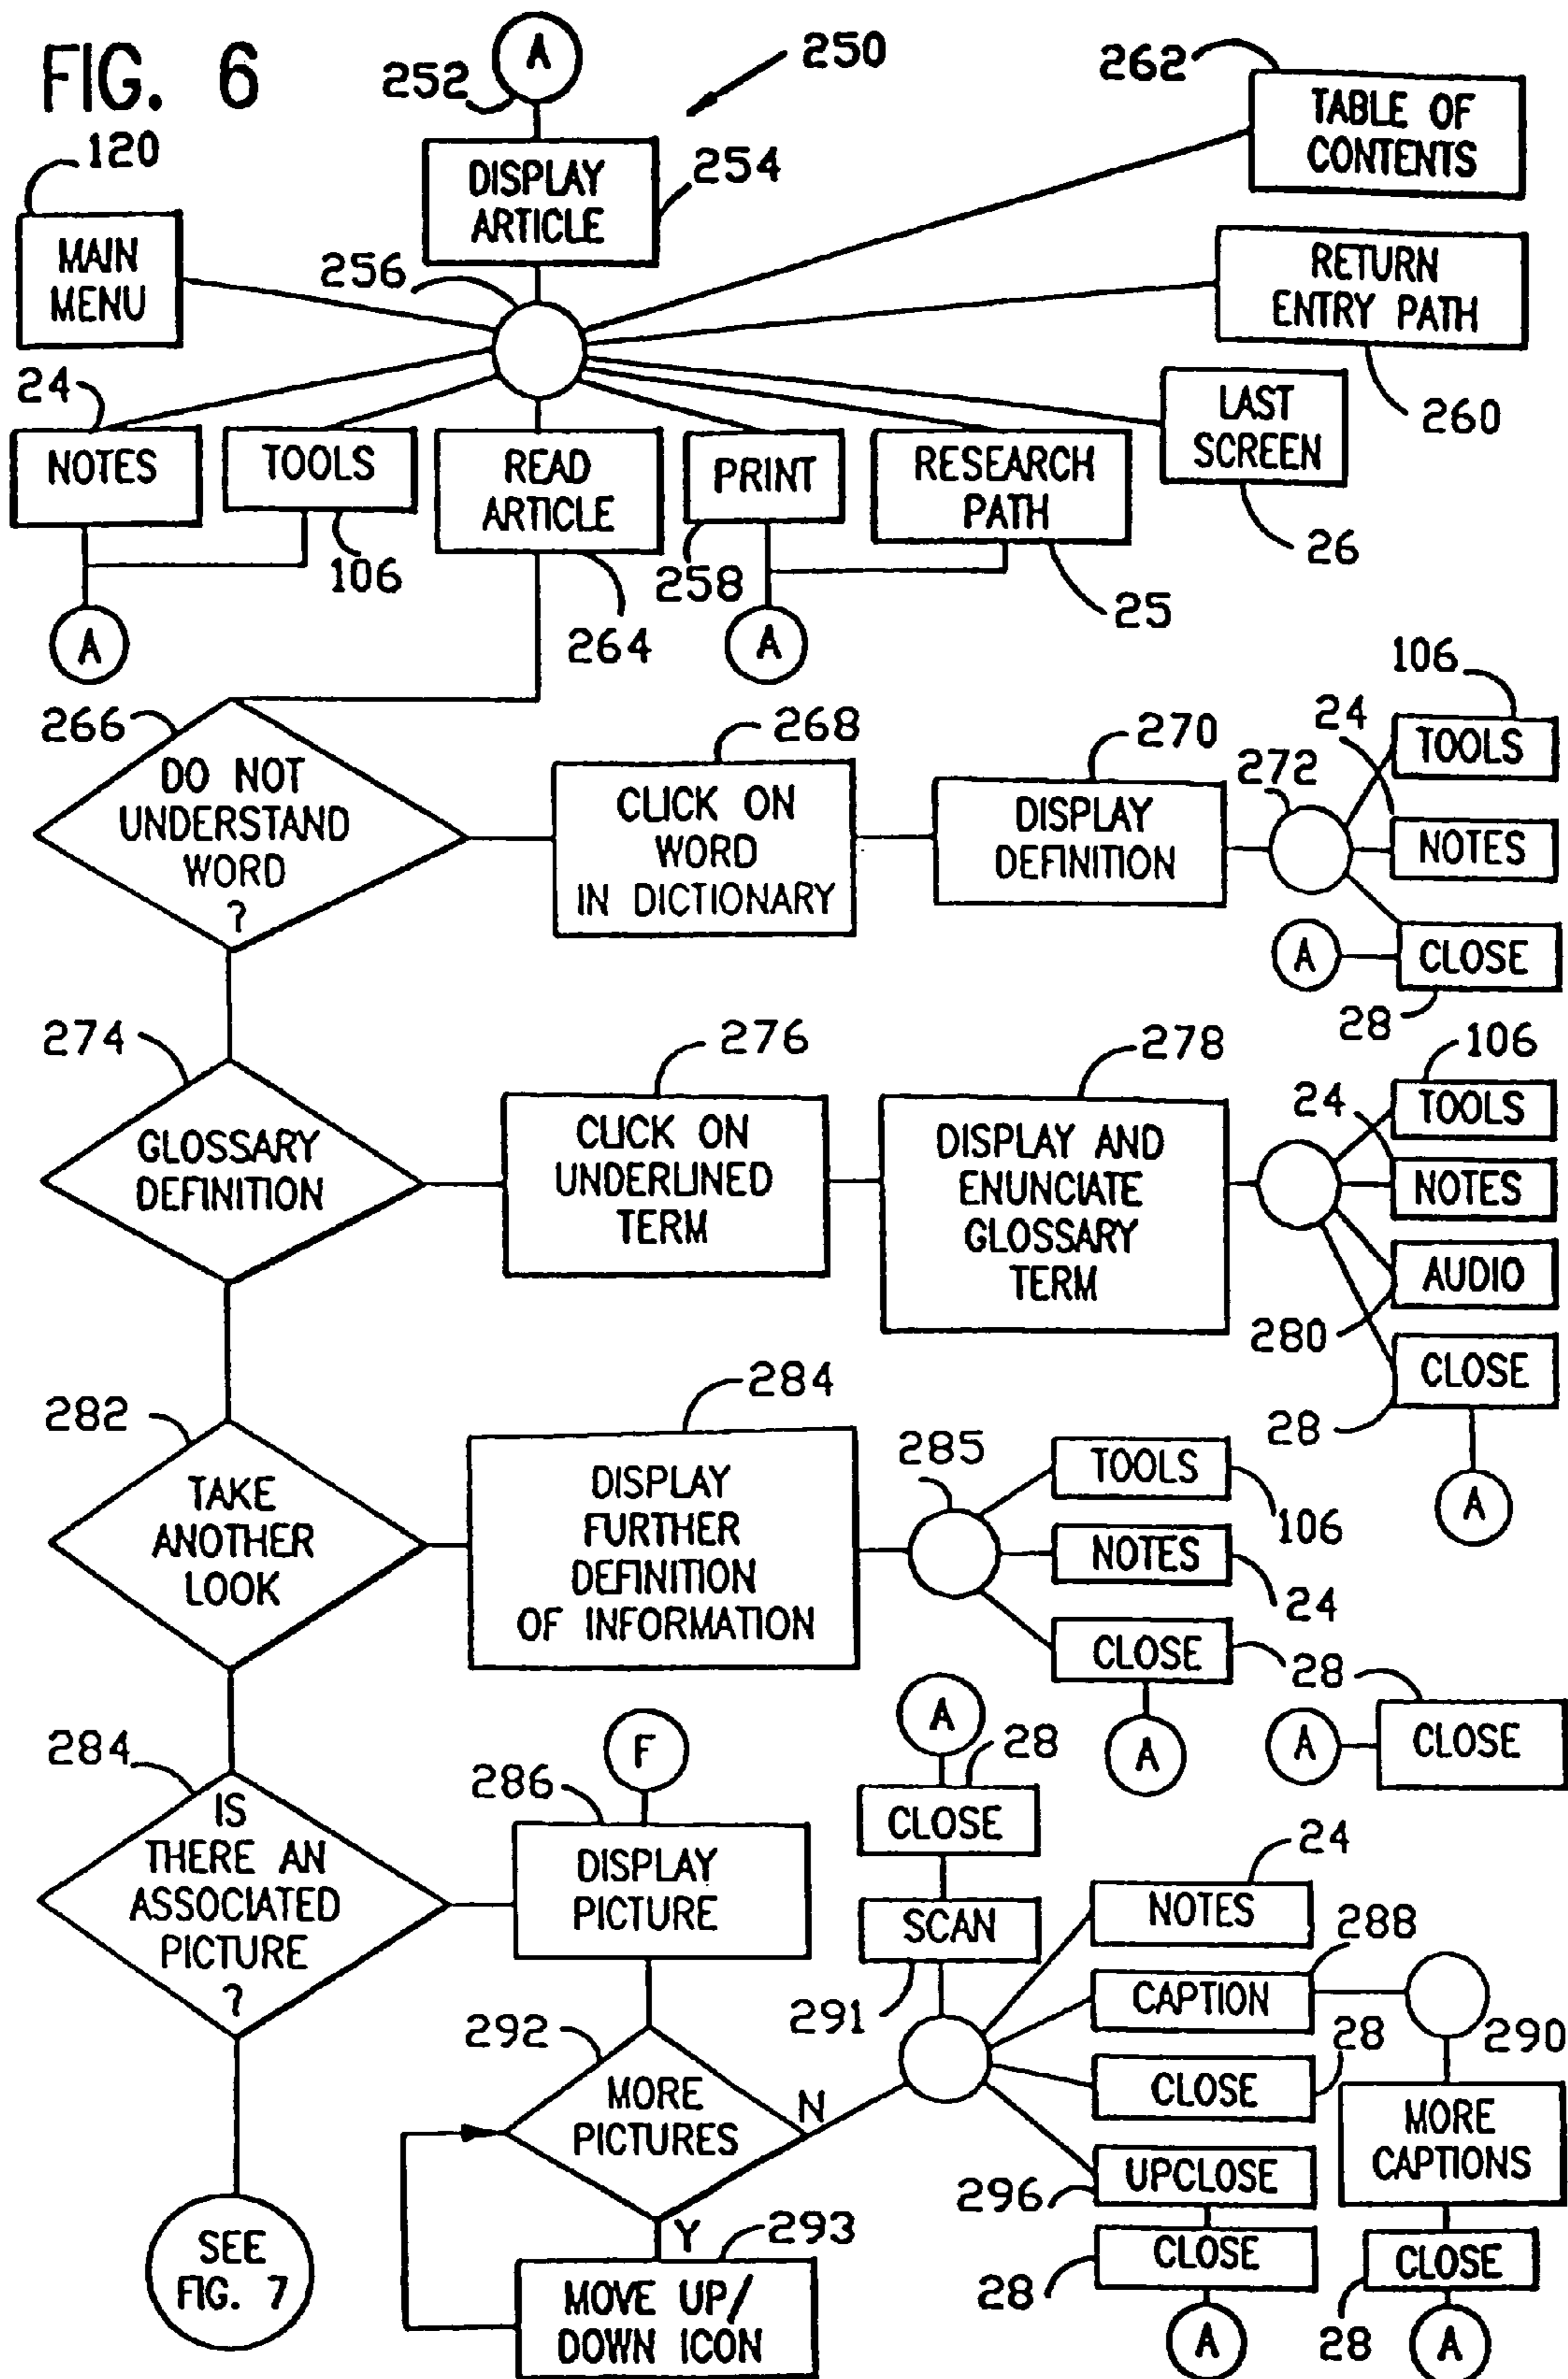 FIG. 6
A
252
250
262
TABLE OF
CONTENTS
120
DISPLAY
ARTICLE
254
MAIN
MENU
256
RETURN
ENTRY PATH
260
24
NOTES
TOOLS
106
READ
ARTICLE
264
PRINT
258
RESEARCH
PATH
25
LAST
SCREEN
26
A
A
266
DO NOT
UNDERSTAND
WORD
?
268
CLICK ON
WORD
IN DICTIONARY
270
DISPLAY
DEFINITION
272
106
TOOLS
24
NOTES
A
CLOSE
28
274
GLOSSARY
DEFINITION
276
CLICK ON
UNDERLINED
TERM
278
DISPLAY AND
ENUNCIATE
GLOSSARY
TERM
106
TOOLS
24
NOTES
AUDIO
280
CLOSE
28
A
282
TAKE
ANOTHER
LOOK
284
DISPLAY
FURTHER
DEFINITION
OF INFORMATION
285
TOOLS
106
NOTES
24
CLOSE
28
A
A
CLOSE
284
IS
THERE AN
ASSOCIATED
PICTURE
?
F
286
DISPLAY
PICTURE
A
28
CLOSE
SCAN
291
24
NOTES
288
CAPTION
290
28
CLOSE
MORE
CAPTIONS
296
UPCLOSE
CLOSE
28
A
CLOSE
28
A
292
MORE
PICTURES
N
Y
293
MOVE UP/
DOWN ICON
SEE
FIG. 7